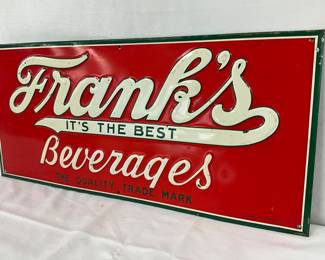 Frank's
IT'S THE BEST
Beverages
THE QUALITY TRADE MARK